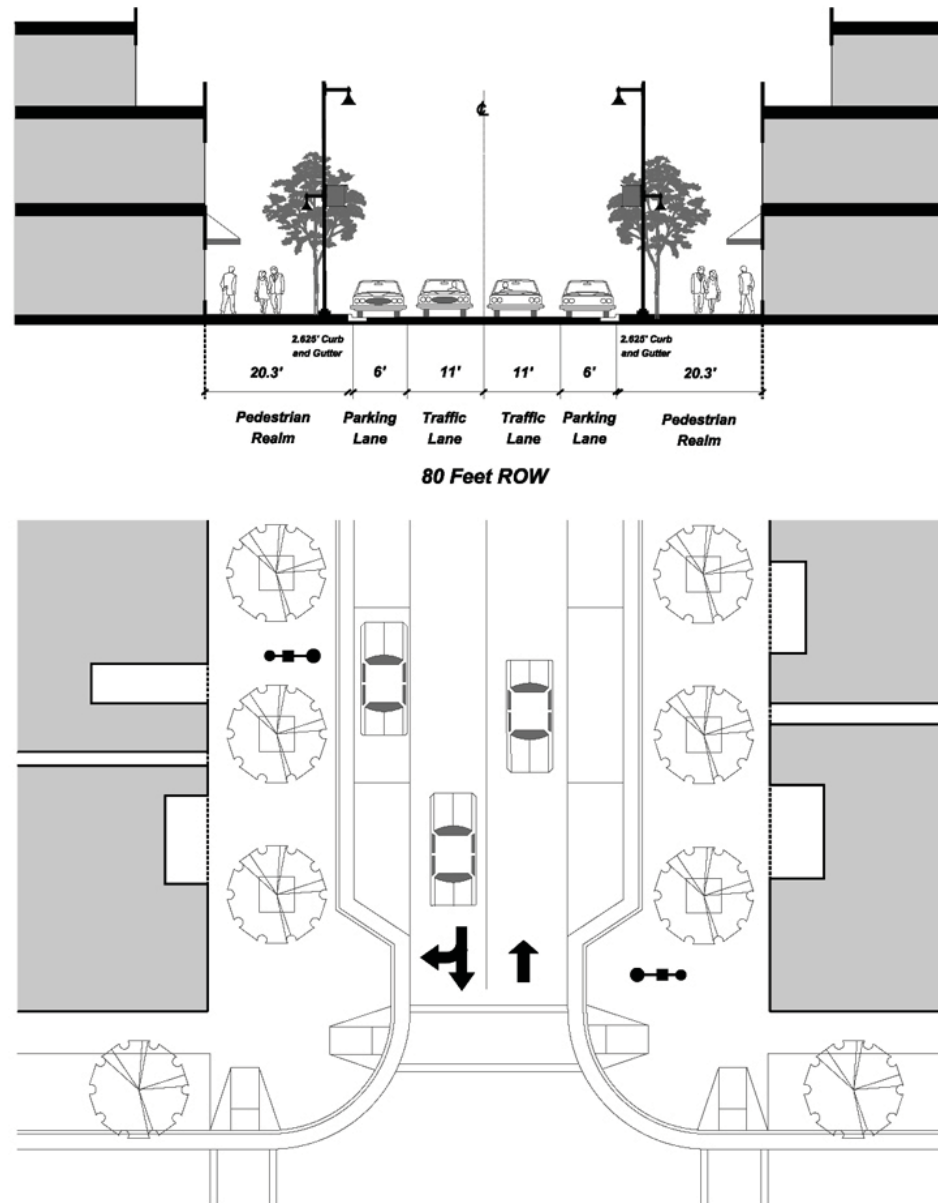 ℄
2.625' Curb
and Gutter
2.625' Curb
and Gutter
20.3' 6' 11' 11' 6' 20.3'
Pedestrian Parking Traffic Traffic Parking Pedestrian
Realm Lane Lane Lane Lane Realm
80 Feet ROW